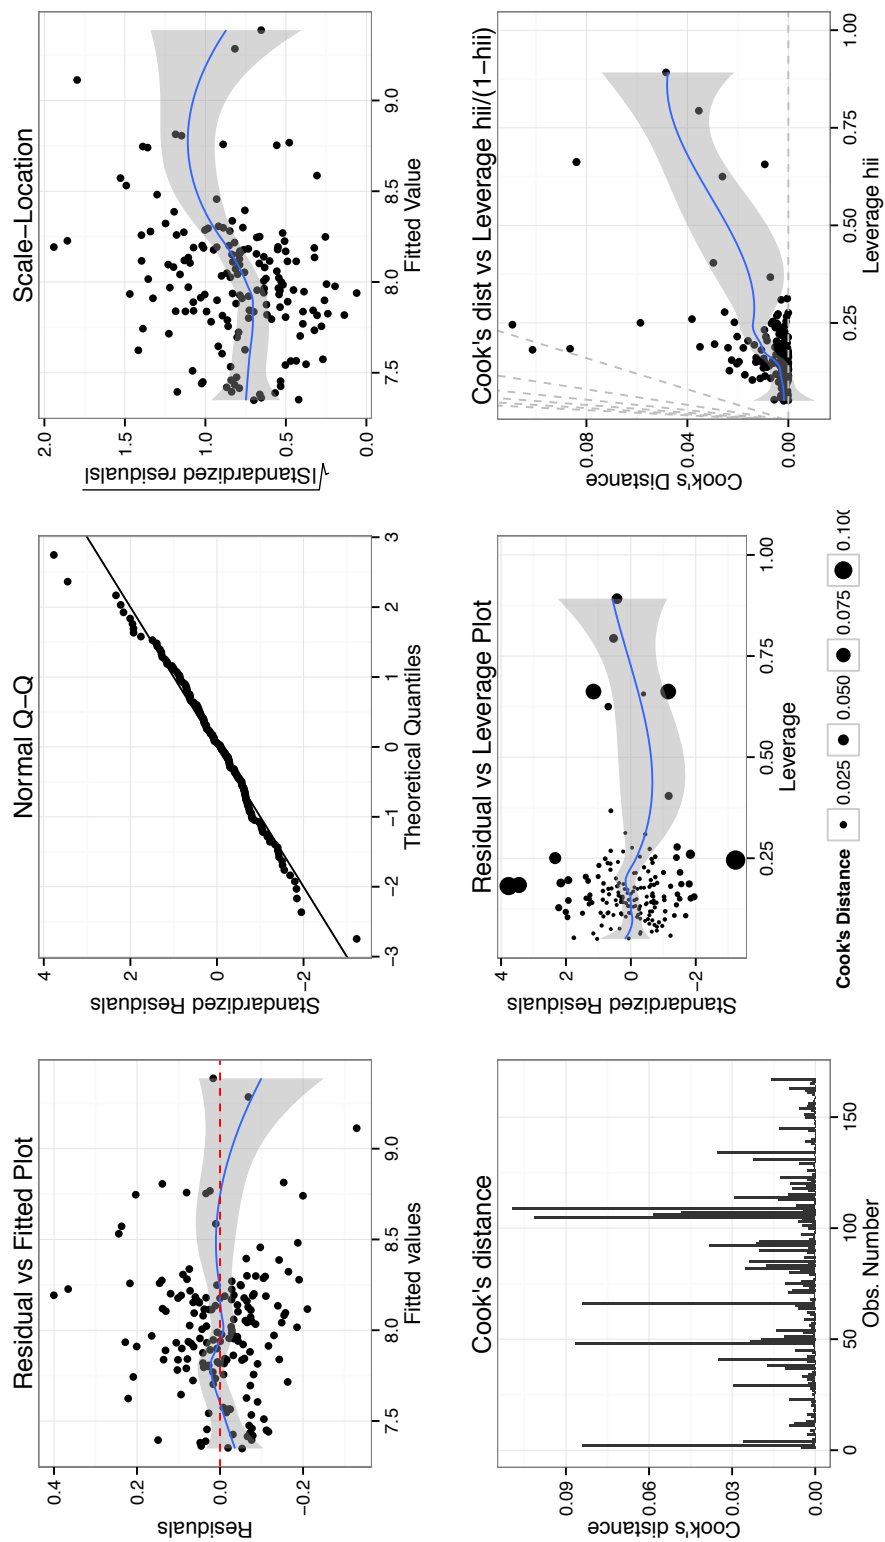 Residual vs Fitted Plot
Residuals
0.4
0.2
0.0
−0.2
7.5 8.0 8.5 9.0
Fitted values
Normal Q−Q
Standardized Residuals
4
2
0
−2
−3 −2 −1 0 1 2 3
Theoretical Quantiles
Scale−Location
√|Standardized residuals|
2.0
1.5
1.0
0.5
0.0
7.5 8.0 8.5 9.0
Fitted Value
Cook's distance
Cook's distance
0.09
0.06
0.03
0.00
0 50 100 150
Obs. Number
Residual vs Leverage Plot
Standardized Residuals
4
2
0
−2
0.25 0.50 0.75 1.00
Leverage
Cook's Distance 0.025 0.050 0.075 0.10
Cook's dist vs Leverage hii/(1−hii)
Cook's Distance
0.08
0.04
0.00
0.25 0.50 0.75 1.00
Leverage hii